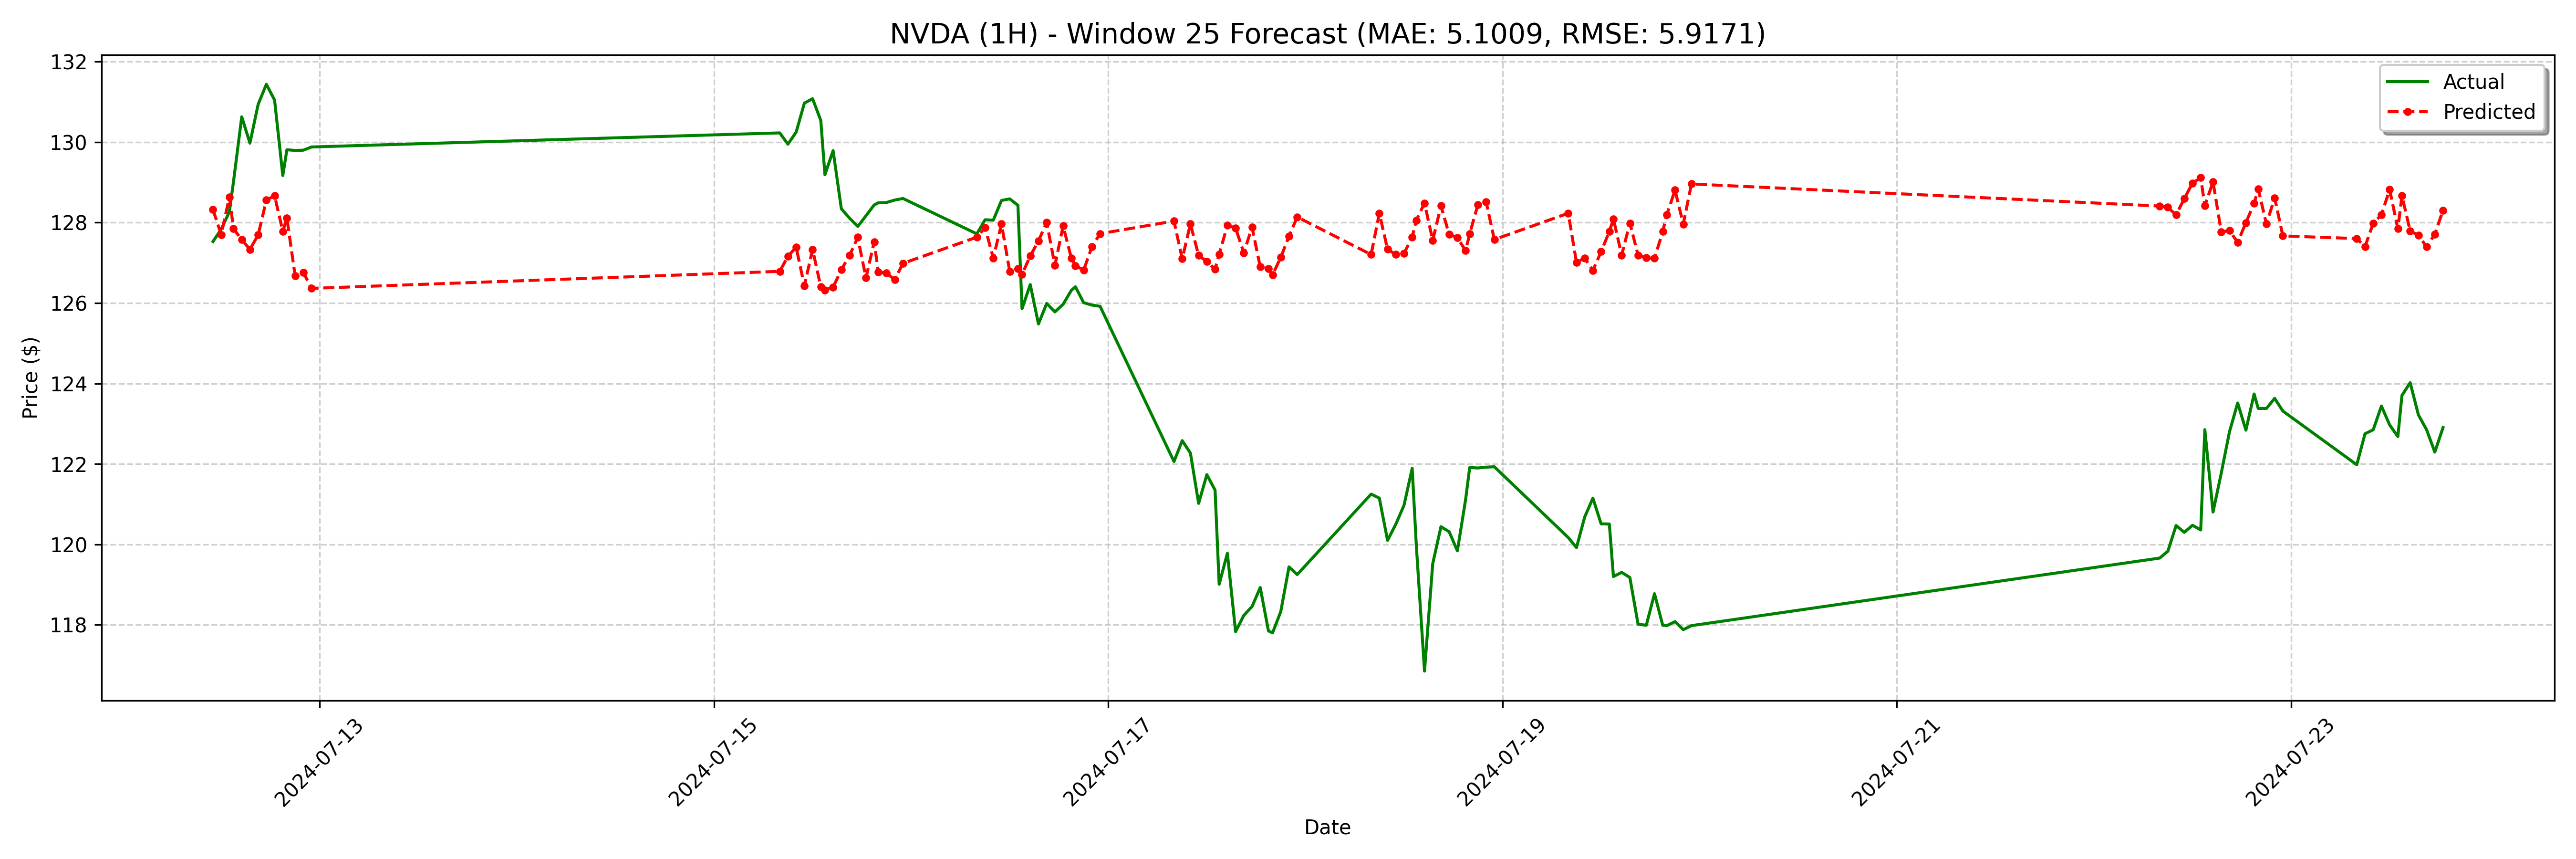 NVDA (1H) - Window 25 Forecast (MAE: 5.1009, RMSE: 5.9171)
Actual
Predicted
Price ($)
132
130
128
126
124
122
120
118
2024-07-13
2024-07-15
2024-07-17
2024-07-19
2024-07-21
2024-07-23
Date